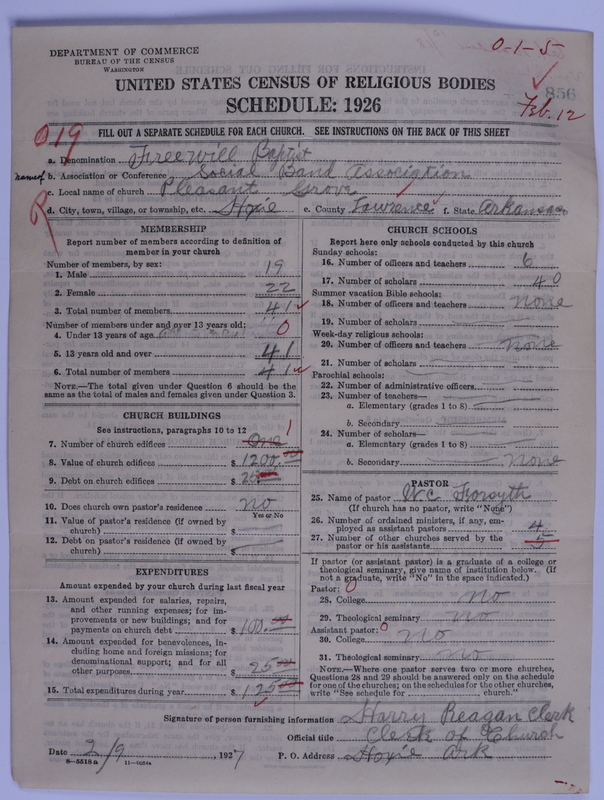 DEPARTMENT OF COMMERCE
BUREAU OF THE CENSUS
WASHINGTON
0-1-5
UNITED STATES CENSUS OF RELIGIOUS BODIES
SCHEDULE: 1926
856
Feb. 12
019
FILL OUT A SEPARATE SCHEDULE FOR EACH CHURCH. SEE INSTRUCTIONS ON THE BACK OF THIS SHEET
a. Denomination Freewill Baptist
name of b. Association or Conference Social Band Association
c. Local name of church Pleasant Grove
d. City, town, village, or township, etc. Hoxie e. County Lawrence f. State Arkansas
R
MEMBERSHIP
Report number of members according to definition of member in your church
Number of members, by sex:
1. Male 19
2. Female 22
3. Total number of members 41
Number of members under and over 13 years old:
4. Under 13 years of age 0
5. 13 years old and over 41
6. Total number of members 41
NOTE.—The total given under Question 6 should be the
same as the total of males and females given under Question 3.
CHURCH BUILDINGS
See instructions, paragraphs 10 to 12
7. Number of church edifices One 1
8. Value of church edifices $ 1200.00
9. Debt on church edifices $ 25.00
10. Does church own pastor's residence? no
Yes or No
11. Value of pastor's residence (if owned by
church) $
12. Debt on pastor's residence (if owned by
church) $
EXPENDITURES
Amount expended by your church during last fiscal year
13. Amount expended for salaries, repairs,
and other running expenses; for im-
provements or new buildings; and for
payments on church debt $ 100.00
14. Amount expended for benevolences, in-
cluding home and foreign missions; for
denominational support; and for all
other purposes $ 25.00
15. Total expenditures during year $ 125.00
CHURCH SCHOOLS
Report here only schools conducted by this church
Sunday schools:
16. Number of officers and teachers 6
17. Number of scholars 40
Summer vacation Bible schools:
18. Number of officers and teachers none
19. Number of scholars
Week-day religious schools:
20. Number of officers and teachers none
21. Number of scholars
Parochial schools:
22. Number of administrative officers
23. Number of teachers—
a. Elementary (grades 1 to 8)
b. Secondary
24. Number of scholars—
a. Elementary (grades 1 to 8)
b. Secondary none
PASTOR
25. Name of pastor W.C. Forsyth
(If church has no pastor, write "None")
26. Number of ordained ministers, if any, em-
ployed as assistant pastors 4
27. Number of other churches served by the
pastor or his assistants 5
If pastor (or assistant pastor) is a graduate of a college or
theological seminary, give name of institution below. (If
not a graduate, write "No" in the space indicated.)
Pastor: 0
28. College no
29. Theological seminary no
Assistant pastor: 0
30. College no
31. Theological seminary no
NOTE.—Where one pastor serves two or more churches,
Questions 28 and 29 should be answered only on the schedule
for one of the churches; on the schedules for the other churches,
write "See schedule for church."
Signature of person furnishing information Harry Reagan Clerk
Official title Clerk of Church
Date 2/9, 1927 P. O. Address Hoxie Ark
8—5518a 11—9054a